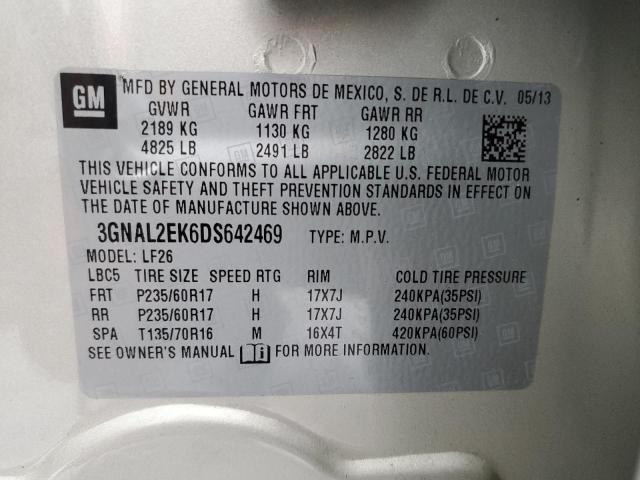 GM
MFD BY GENERAL MOTORS DE MEXICO, S. DE R.L. DE C.V. 05/13
GVWR GAWR FRT GAWR RR
2189 KG 1130 KG 1280 KG
4825 LB 2491 LB 2822 LB
THIS VEHICLE CONFORMS TO ALL APPLICABLE U.S. FEDERAL MOTOR
VEHICLE SAFETY AND THEFT PREVENTION STANDARDS IN EFFECT ON
THE DATE OF MANUFACTURE SHOWN ABOVE.
3GNAL2EK6DS642469 TYPE: M.P.V.
MODEL: LF26
LBC5 TIRE SIZE SPEED RTG RIM COLD TIRE PRESSURE
FRT P235/60R17 H 17X7J 240KPA(35PSI)
RR P235/60R17 H 17X7J 240KPA(35PSI)
SPA T135/70R16 M 16X4T 420KPA(60PSI)
SEE OWNER'S MANUAL FOR MORE INFORMATION.